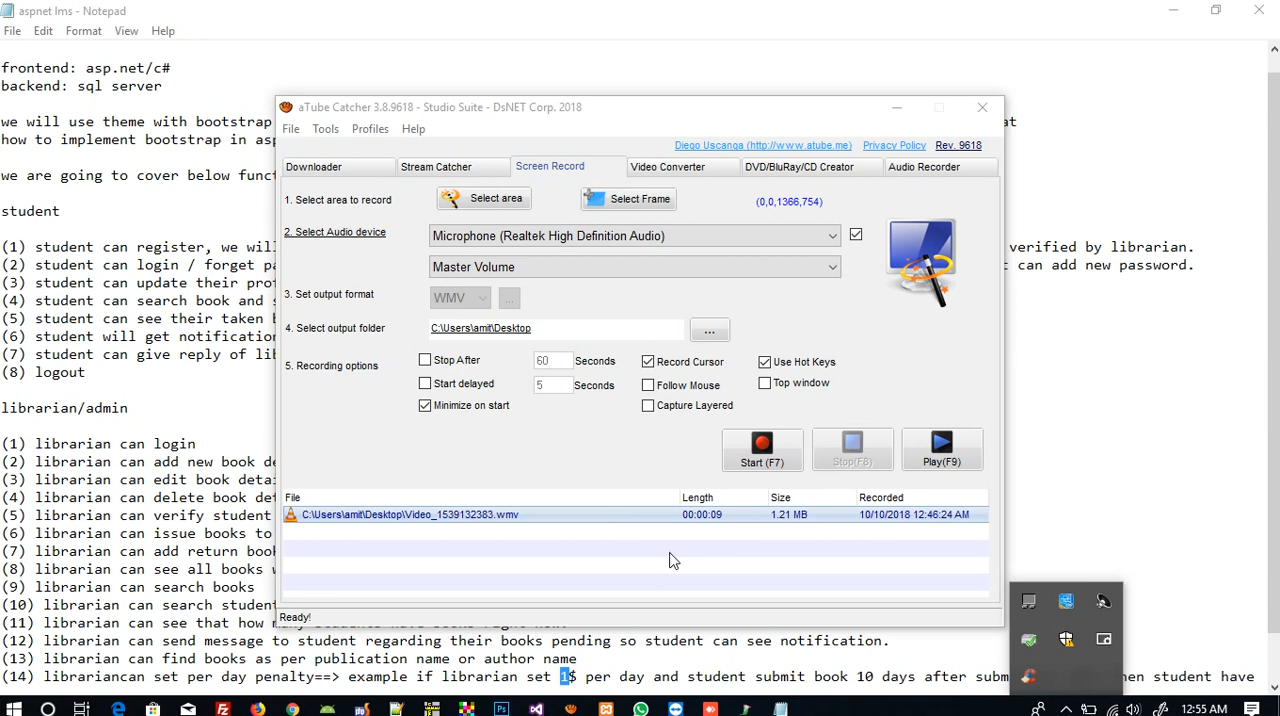 aspnet lms - Notepad
File Edit Format View Help
frontend: asp.net/c#
backend: sql server
we will use theme with bootstrap
how to implement bootstrap in asp
we are going to cover below funct
student
(1) student can register, we wil verified by librarian.
(2) student can login / forget pa t can add new password.
(3) student can update their prof
(4) student can search book and s
(5) student can see their taken b
(6) student will get notification
(7) student can give reply of lib
(8) logout
librarian/admin
(1) librarian can login
(2) librarian can add new book de
(3) librarian can edit book detai
(4) librarian can delete book det
(5) librarian can verify student
(6) librarian can issue books to
(7) librarian can add return book
(8) librarian can see all books w
(9) librarian can search books
(10) librarian can search student
(11) librarian can see that how many students have books right now.
(12) librarian can send message to student regarding their books pending so student can see notification.
(13) librarian can find books as per publication name or author name
(14) librariancan set per day penalty==> example if librarian set 1$ per day and student submit book 10 days after subm hen student have
aTube Catcher 3.8.9618 - Studio Suite - DsNET Corp. 2018
File Tools Profiles Help
Diego Uscanga (http://www.atube.me) Privacy Policy Rev. 9618
Downloader Stream Catcher Screen Record Video Converter DVD/BluRay/CD Creator Audio Recorder
1. Select area to record Select area Select Frame (0,0,1366,754)
2. Select Audio device Microphone (Realtek High Definition Audio)
Master Volume
3. Set output format WMV ...
4. Select output folder C:\Users\amit\Desktop ...
5. Recording options Stop After 60 Seconds Record Cursor Use Hot Keys
Start delayed 5 Seconds Follow Mouse Top window
Minimize on start Capture Layered
Start (F7) Stop(F8) Play(F9)
File Length Size Recorded
C:\Users\amit\Desktop\Video_1539132383.wmv 00:00:09 1.21 MB 10/10/2018 12:46:24 AM
Ready!
12:55 AM